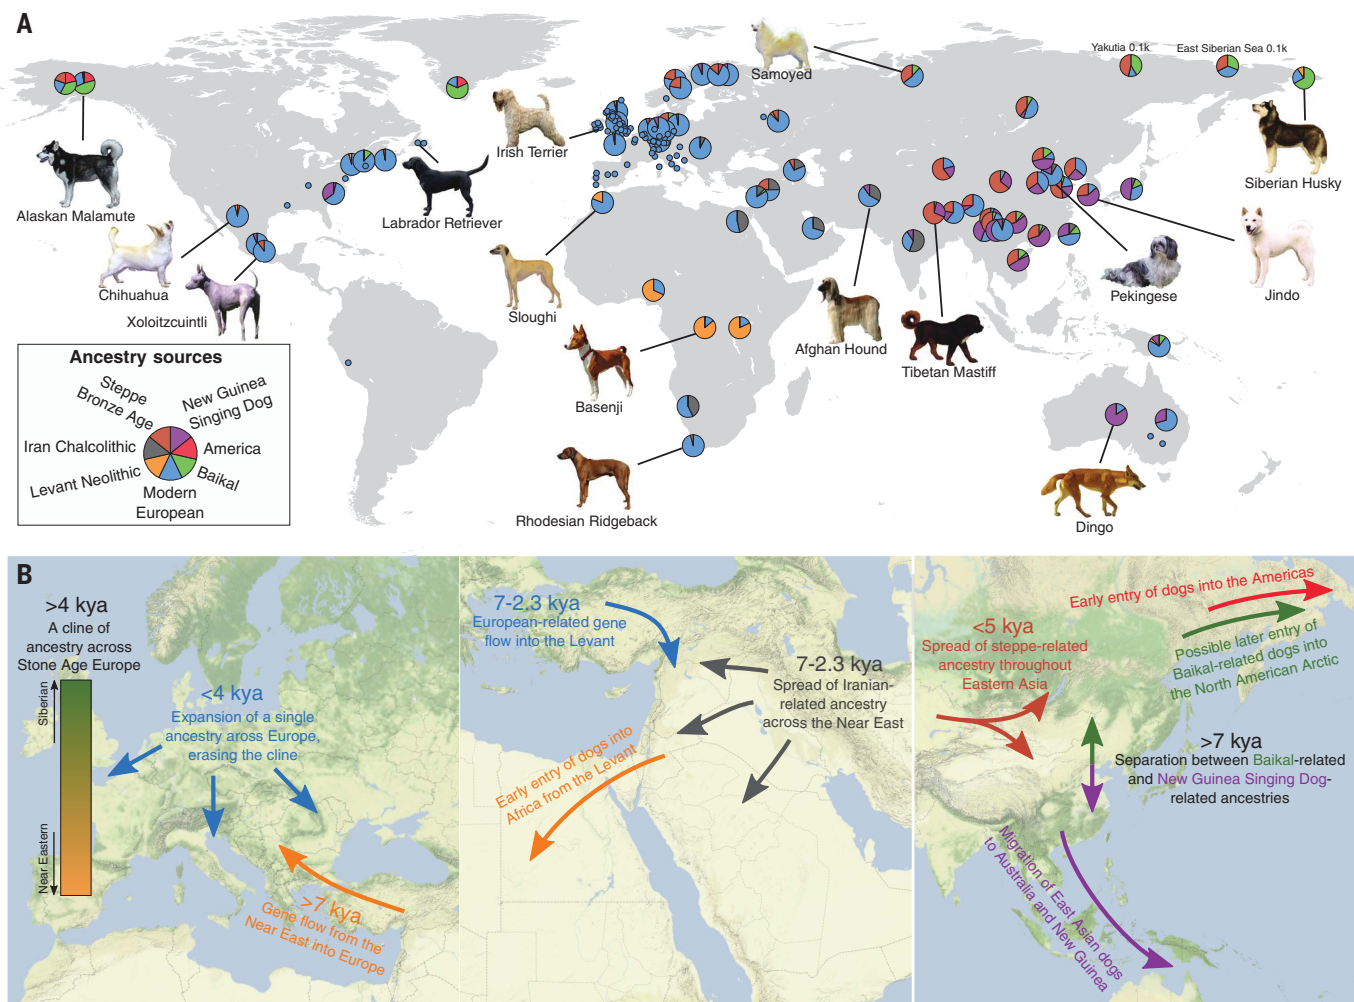 A
Samoyed
Yakutia 0.1k
East Siberian Sea 0.1k
Irish Terrier
Siberian Husky
Alaskan Malamute
Labrador Retriever
Chihuahua
Xoloitzcuintli
Sloughi
Pekingese
Jindo
Afghan Hound
Tibetan Mastiff
Basenji
Rhodesian Ridgeback
Dingo
Ancestry sources
Steppe
Bronze Age
New Guinea
Singing Dog
Iran Chalcolithic
America
Levant Neolithic
Baikal
Modern
European
B
>4 kya
A cline of
ancestry across
Stone Age Europe
Siberian
Near Eastern
<4 kya
Expansion of a single
ancestry aross Europe,
erasing the cline
>7 kya
Gene flow from the
Near East into Europe
7-2.3 kya
European-related gene
flow into the Levant
7-2.3 kya
Spread of Iranian-
related ancestry
across the Near East
Early entry of dogs into
Africa from the Levant
Early entry of dogs into the Americas
<5 kya
Spread of steppe-related
ancestry throughout
Eastern Asia
Possible later entry of
Baikal-related dogs into
the North American Arctic
>7 kya
Separation between Baikal-related
and New Guinea Singing Dog-
related ancestries
Migration of East Asian dogs
to Australia and New Guinea